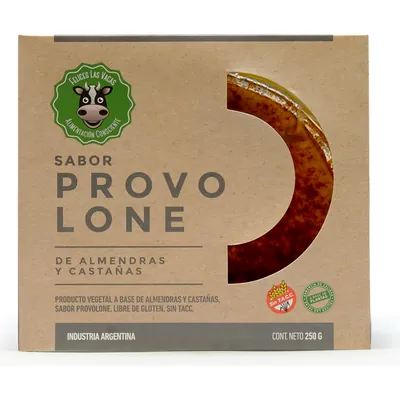 FELICES LAS VACAS
ALIMENTACIÓN CONSCIENTE
SABOR
PROVO
LONE
DE ALMENDRAS
Y CASTAÑAS
PRODUCTO VEGETAL A BASE DE ALMENDRAS Y CASTAÑAS,
SABOR PROVOLONE, LIBRE DE GLUTEN, SIN TACC.
Sin T.A.C.C.
INDUSTRIA ARGENTINA
CONT. NETO 250 G